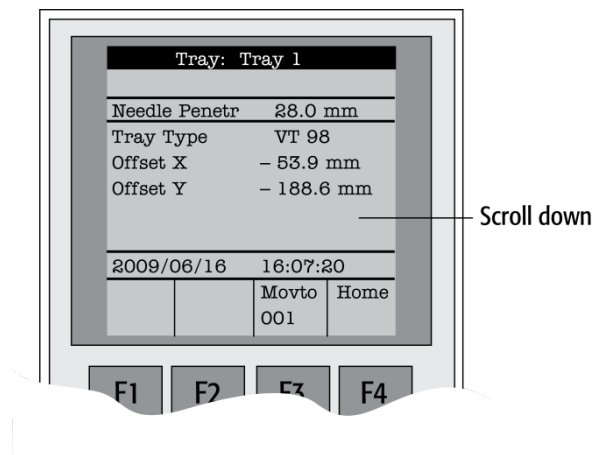 Tray: Tray 1
Needle Penetr 28.0 mm
Tray Type VT 98
Offset X – 53.9 mm
Offset Y – 188.6 mm
Scroll down
2009/06/16 16:07:20
Movto Home
001
F1 F2 F3 F4